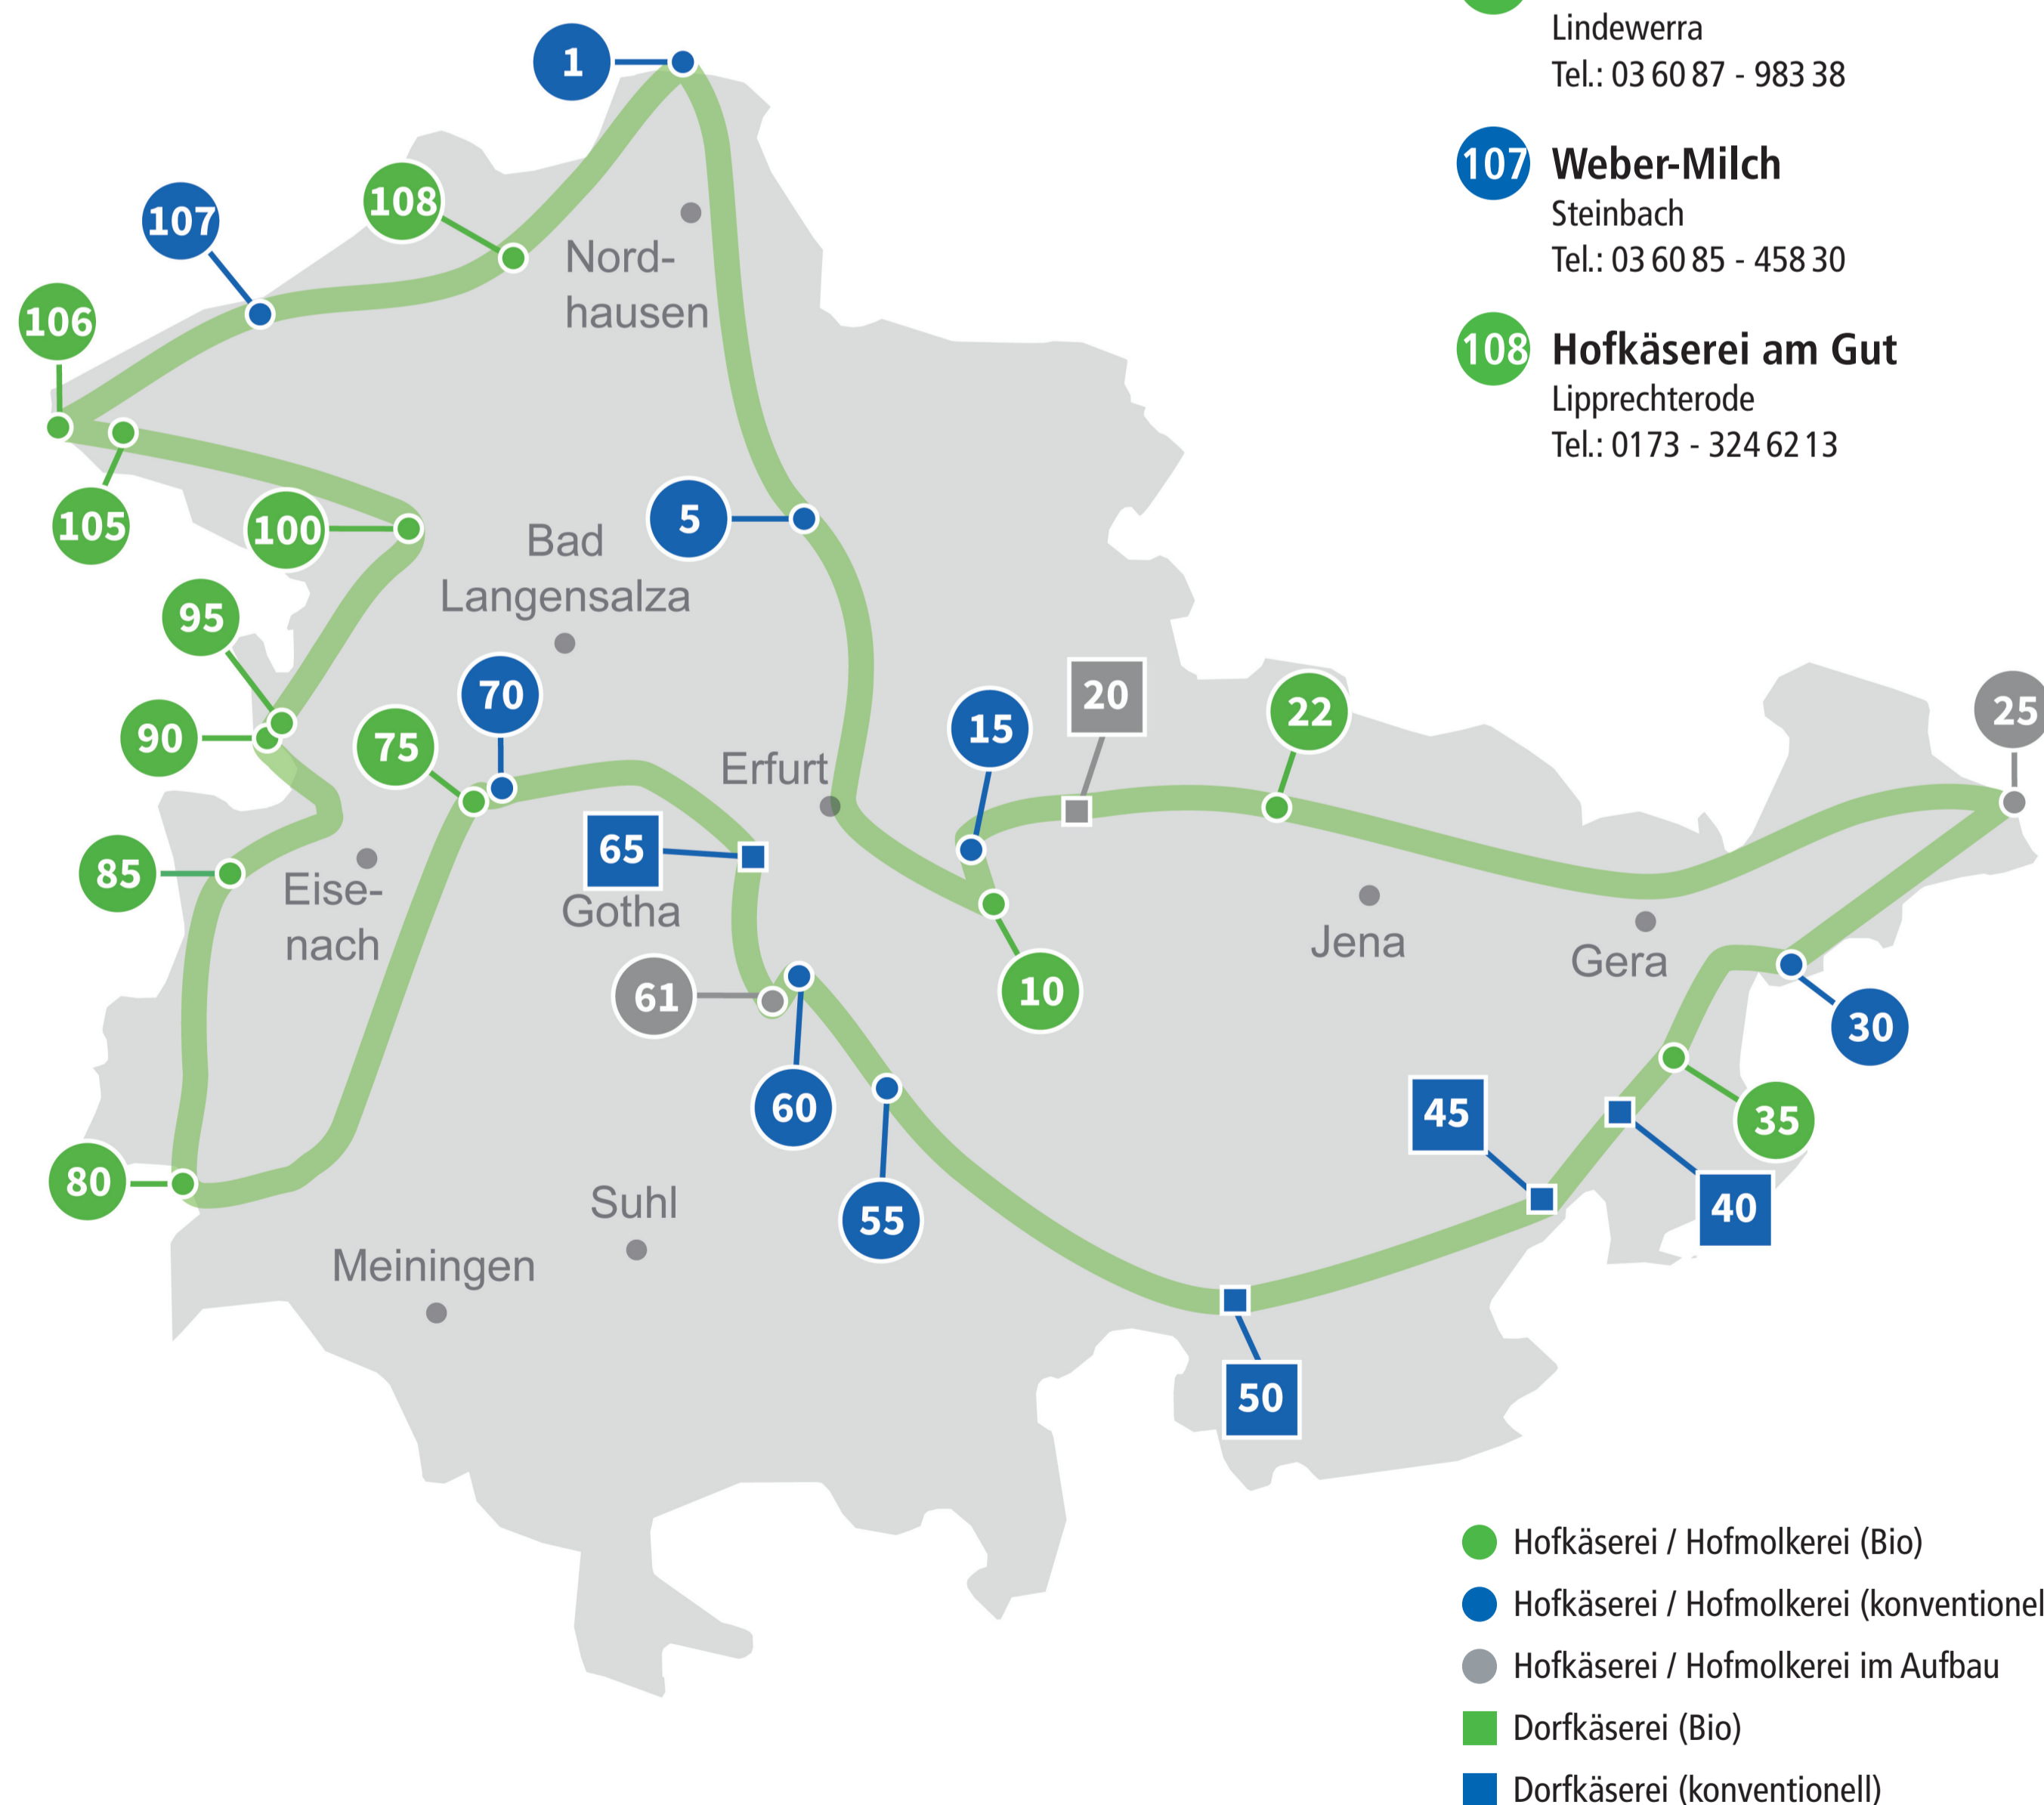 Lindewerra
Tel.: 03 60 87 - 983 38
107 Weber-Milch
Steinbach
Tel.: 03 60 85 - 458 30
108 Hofkäserei am Gut
Lipprechterode
Tel.: 0173 - 324 62 13
1
108
107
Nord-
hausen
106
105
100
5
Bad
Langensalza
95
90
75
70
20
22
15
25
Erfurt
85
65
Eise-
nach
Gotha
Jena
Gera
61
10
30
60
45
35
80
55
40
Suhl
Meiningen
50
Hofkäserei / Hofmolkerei (Bio)
Hofkäserei / Hofmolkerei (konventionell
Hofkäserei / Hofmolkerei im Aufbau
Dorfkäserei (Bio)
Dorfkäserei (konventionell)